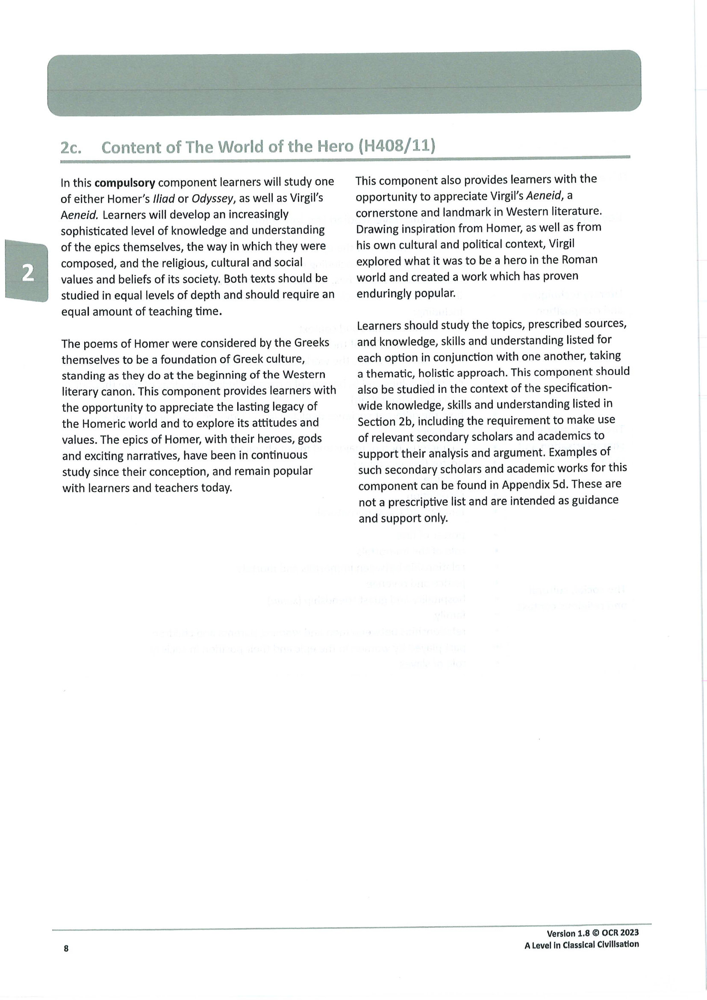 2c. Content of The World of the Hero (H408/11)
In this compulsory component learners will study one
of either Homer's Iliad or Odyssey, as well as Virgil's
Aeneid. Learners will develop an increasingly
sophisticated level of knowledge and understanding
of the epics themselves, the way in which they were
composed, and the religious, cultural and social
values and beliefs of its society. Both texts should be
studied in equal levels of depth and should require an
equal amount of teaching time.
The poems of Homer were considered by the Greeks
themselves to be a foundation of Greek culture,
standing as they do at the beginning of the Western
literary canon. This component provides learners with
the opportunity to appreciate the lasting legacy of
the Homeric world and to explore its attitudes and
values. The epics of Homer, with their heroes, gods
and exciting narratives, have been in continuous
study since their conception, and remain popular
with learners and teachers today.
2
This component also provides learners with the
opportunity to appreciate Virgil's Aeneid, a
cornerstone and landmark in Western literature.
Drawing inspiration from Homer, as well as from
his own cultural and political context, Virgil
explored what it was to be a hero in the Roman
world and created a work which has proven
enduringly popular.
Learners should study the topics, prescribed sources,
and knowledge, skills and understanding listed for
each option in conjunction with one another, taking
a thematic, holistic approach. This component should
also be studied in the context of the specification-
wide knowledge, skills and understanding listed in
Section 2b, including the requirement to make use
of relevant secondary scholars and academics to
support their analysis and argument. Examples of
such secondary scholars and academic works for this
component can be found in Appendix 5d. These are
not a prescriptive list and are intended as guidance
and support only.
8
Version 1.8 © OCR 2023
A Level in Classical Civilisation